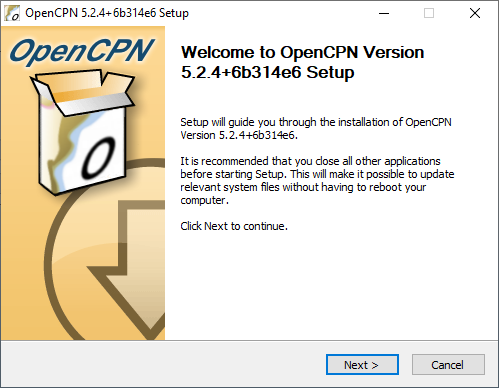 OpenCPN 5.2.4+6b314e6 Setup
OpenCPN
O
Welcome to OpenCPN Version
5.2.4+6b314e6 Setup
Setup will guide you through the installation of OpenCPN
Version 5.2.4+6b314e6.
It is recommended that you close all other applications
before starting Setup. This will make it possible to update
relevant system files without having to reboot your
computer.
Click Next to continue.
Next >
Cancel